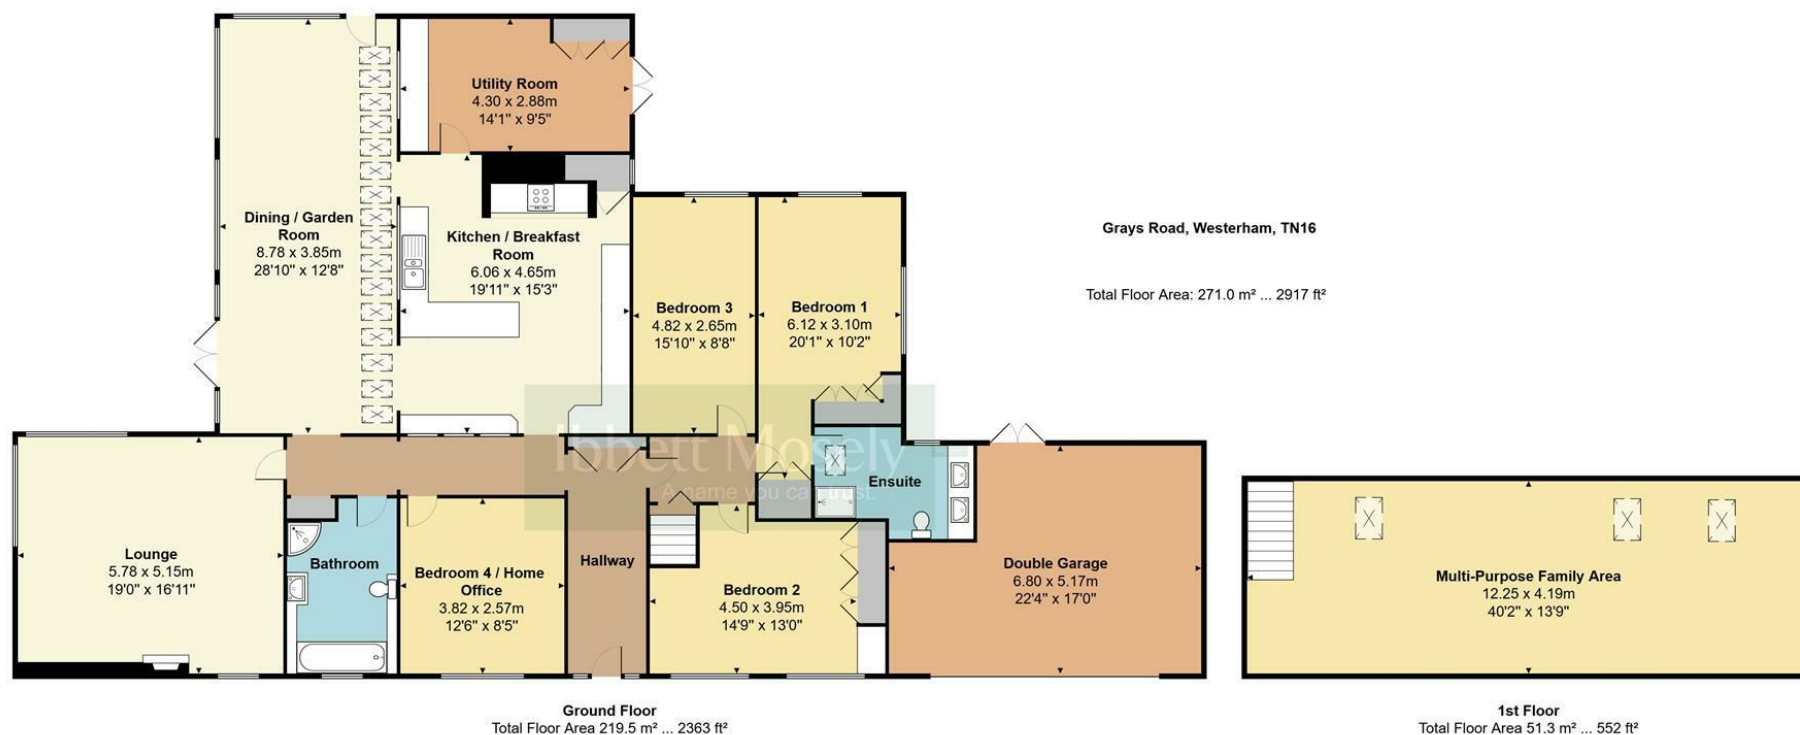 Utility Room
4.30 x 2.88m
14'1" x 9'5"
Dining / Garden
Room
8.78 x 3.85m
28'10" x 12'8"
Kitchen / Breakfast
Room
6.06 x 4.65m
19'11" x 15'3"
Bedroom 3
4.82 x 2.65m
15'10" x 8'8"
Bedroom 1
6.12 x 3.10m
20'1" x 10'2"
Grays Road, Westerham, TN16
Total Floor Area: 271.0 m² ... 2917 ft²
Ibbett Mosely
A name you can trust.
Ensuite
Lounge
5.78 x 5.15m
19'0" x 16'11"
Bathroom
Bedroom 4 / Home
Office
3.82 x 2.57m
12'6" x 8'5"
Hallway
Bedroom 2
4.50 x 3.95m
14'9" x 13'0"
Double Garage
6.80 x 5.17m
22'4" x 17'0"
Multi-Purpose Family Area
12.25 x 4.19m
40'2" x 13'9"
Ground Floor
Total Floor Area 219.5 m² ... 2363 ft²
1st Floor
Total Floor Area 51.3 m² ... 552 ft²